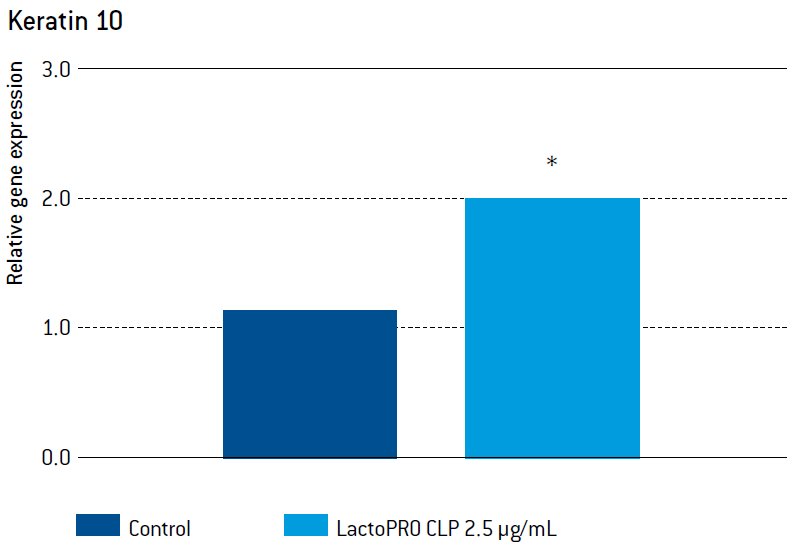 Keratin 10
Relative gene expression
3.0
*
2.0
1.0
0.0
Control
LactoPRO CLP 2.5 µg/mL